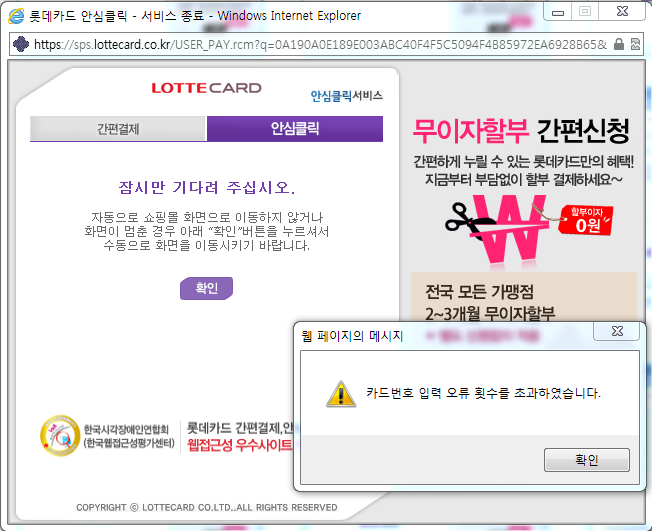 롯데카드 안심클릭 - 서비스 종료 - Windows Internet Explorer
https://sps.lottecard.co.kr/USER_PAY.rcm?q=0A190A0E189E003ABC40F4F5C5094F4B85972EA6928B65&
LOTTE CARD
안심클릭서비스
간편결제
안심클릭
잠시만 기다려 주십시오.
자동으로 쇼핑몰 화면으로 이동하지 않거나
화면이 멈춘 경우 아래 "확인"버튼을 누르셔서
수동으로 화면을 이동시키기 바랍니다.
확인
무이자할부 간편신청
간편하게 누릴 수 있는 롯데카드만의 혜택!
지금부터 부담없이 할부 결제하세요~
할부이자
0원
전국 모든 가맹점
2~3개월 무이자할부
웹 페이지의 메시지
카드번호 입력 오류 횟수를 초과하였습니다.
확인
한국시각장애인연합회
(한국웹접근성평가센터)
롯데카드 간편결제,안
웹접근성 우수사이트
COPYRIGHT ⓒ LOTTECARD CO.LTD..ALL RIGHTS RESERVED